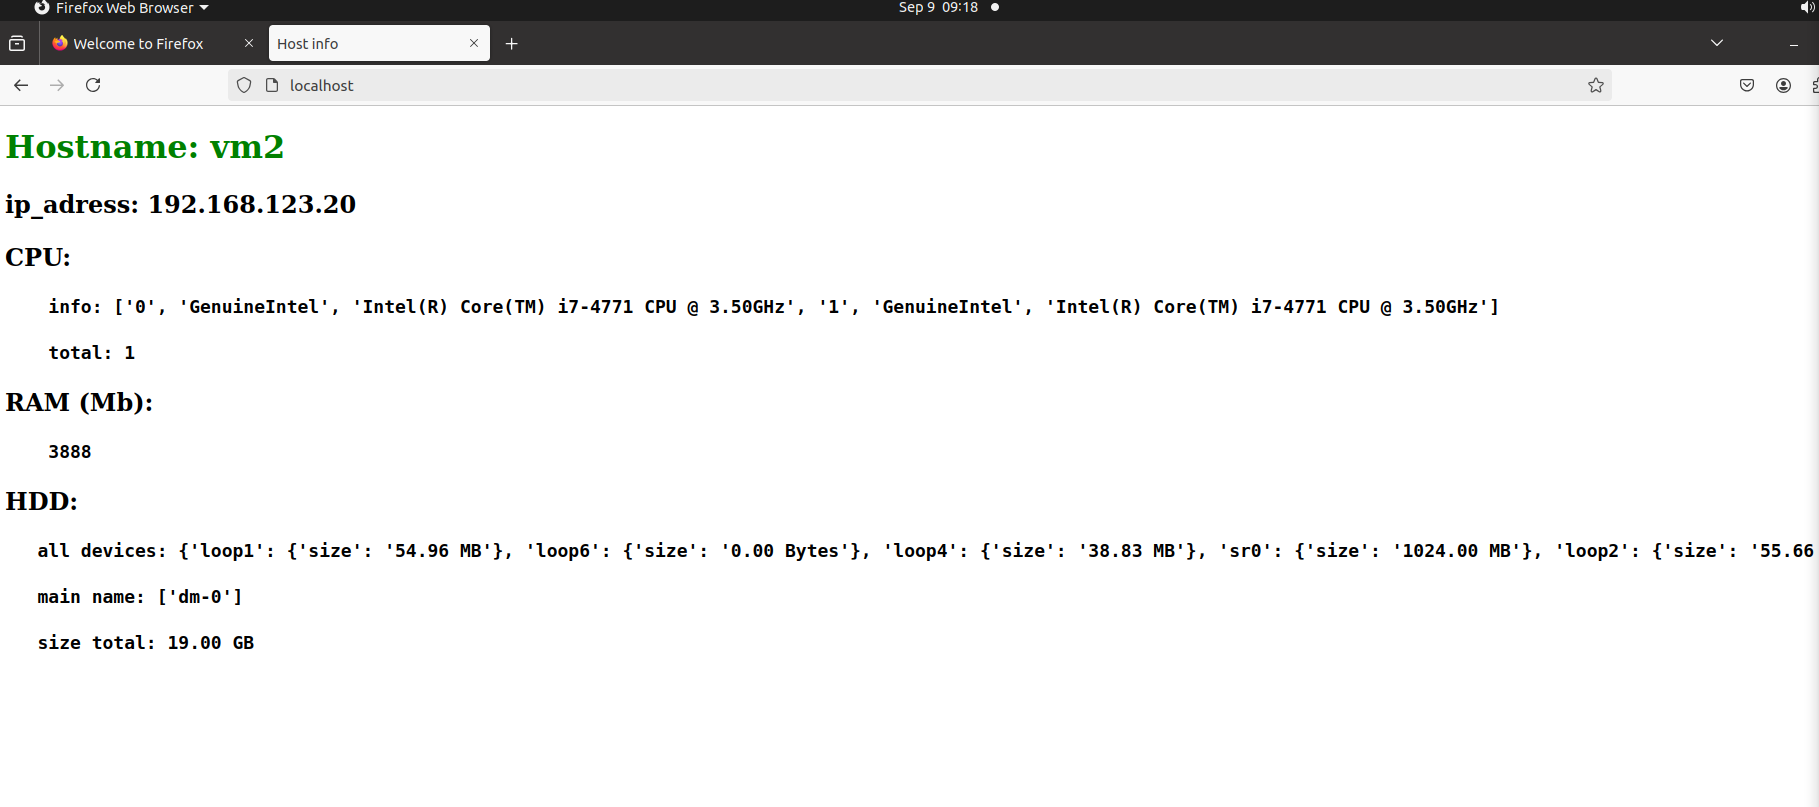 Firefox Web Browser
Sep 9 09:18
Welcome to Firefox
Host info
localhost
Hostname: vm2
ip_adress: 192.168.123.20
CPU:
info: ['0', 'GenuineIntel', 'Intel(R) Core(TM) i7-4771 CPU @ 3.50GHz', '1', 'GenuineIntel', 'Intel(R) Core(TM) i7-4771 CPU @ 3.50GHz']
total: 1
RAM (Mb):
3888
HDD:
all devices: {'loop1': {'size': '54.96 MB'}, 'loop6': {'size': '0.00 Bytes'}, 'loop4': {'size': '38.83 MB'}, 'sr0': {'size': '1024.00 MB'}, 'loop2': {'size': '55.66
main name: ['dm-0']
size total: 19.00 GB